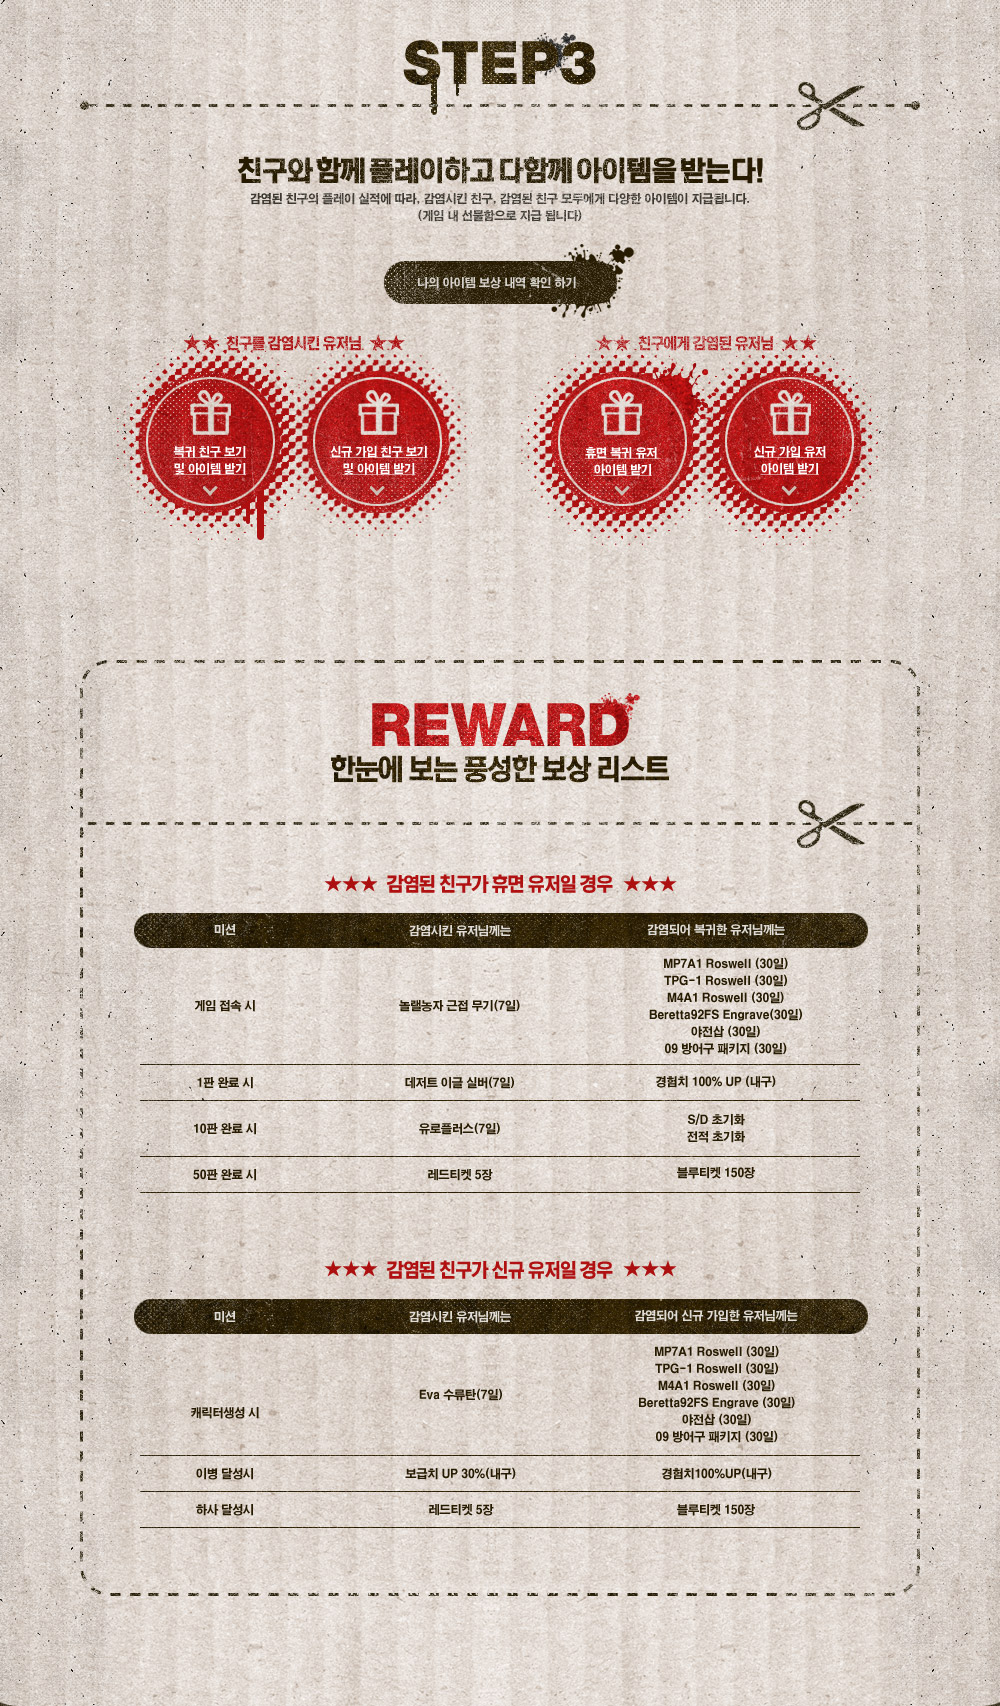 STEP3
친구와 함께 플레이하고 다함께 아이템을 받는다!
감염된 친구의 플레이 실적에 따라, 감염시킨 친구, 감염된 친구 모두에게 다양한 아이템이 지급됩니다.
(게임 내 선물함으로 지급 됩니다)
나의 아이템 보상 내역 확인 하기
★★ 친구를 감염시킨 유저님 ★★
★★ 친구에게 감염된 유저님 ★★
복귀 친구 보기
및 아이템 받기
신규 가입 친구 보기
및 아이템 받기
휴면 복귀 유저
아이템 받기
신규 가입 유저
아이템 받기
REWARD
한눈에 보는 풍성한 보상 리스트
★★★ 감염된 친구가 휴면 유저일 경우 ★★★
미션 감염시킨 유저님께는 감염되어 복귀한 유저님께는
게임 접속 시 놀랠농자 근접 무기(7일)
MP7A1 Roswell (30일)
TPG-1 Roswell (30일)
M4A1 Roswell (30일)
Beretta92FS Engrave(30일)
야전삽 (30일)
09 방어구 패키지 (30일)
1판 완료 시 데저트 이글 실버(7일) 경험치 100% UP (내구)
10판 완료 시 유로플러스(7일)
S/D 초기화
전적 초기화
50판 완료 시 레드티켓 5장 블루티켓 150장
★★★ 감염된 친구가 신규 유저일 경우 ★★★
미션 감염시킨 유저님께는 감염되어 신규 가입한 유저님께는
캐릭터생성 시 Eva 수류탄(7일)
MP7A1 Roswell (30일)
TPG-1 Roswell (30일)
M4A1 Roswell (30일)
Beretta92FS Engrave (30일)
야전삽 (30일)
09 방어구 패키지 (30일)
이병 달성시 보급치 UP 30%(내구) 경험치100%UP(내구)
하사 달성시 레드티켓 5장 블루티켓 150장